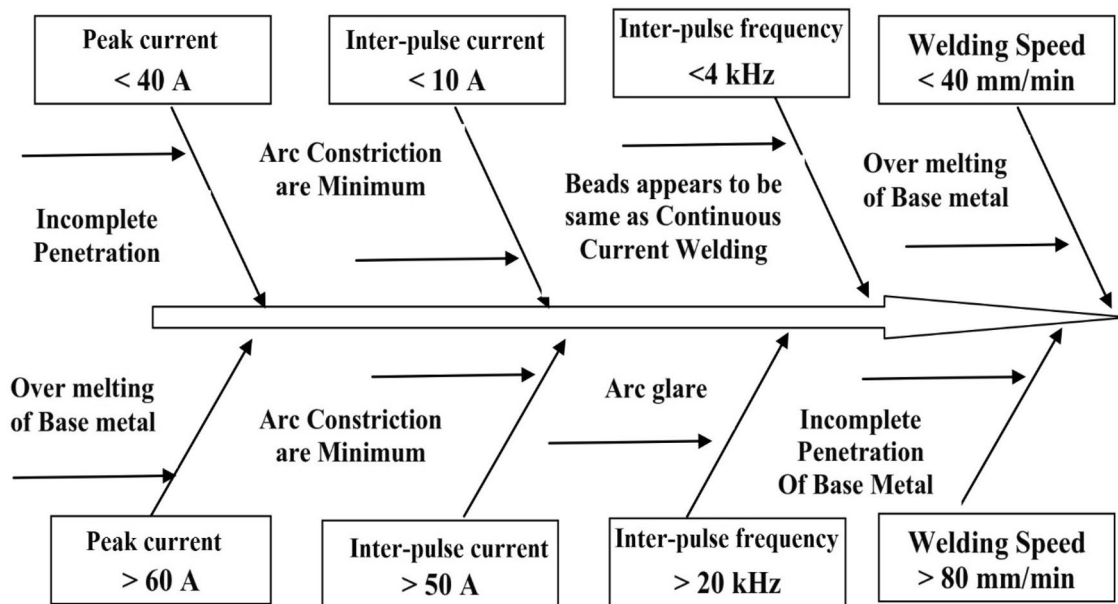 Peak current
< 40 A
Inter-pulse current
< 10 A
Inter-pulse frequency
<4 kHz
Welding Speed
< 40 mm/min
Incomplete
Penetration
Arc Constriction
are Minimum
Beads appears to be
same as Continuous
Current Welding
Over melting
of Base metal
Over melting
of Base metal
Arc Constriction
are Minimum
Arc glare
Incomplete
Penetration
Of Base Metal
Peak current
> 60 A
Inter-pulse current
> 50 A
Inter-pulse frequency
> 20 kHz
Welding Speed
> 80 mm/min